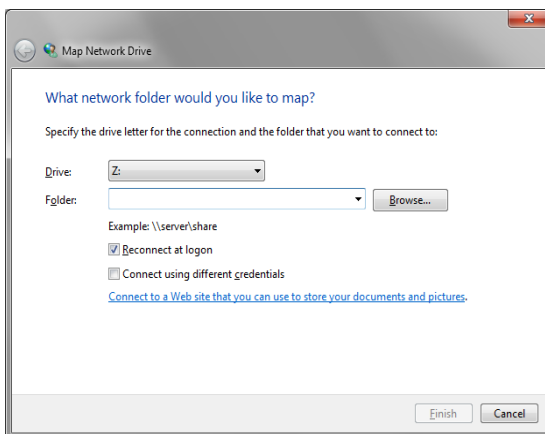 Map Network Drive
What network folder would you like to map?
Specify the drive letter for the connection and the folder that you want to connect to:
Drive: Z:
Folder: Browse...
Example: \\server\share
Reconnect at logon
Connect using different credentials
Connect to a Web site that you can use to store your documents and pictures.
Finish Cancel